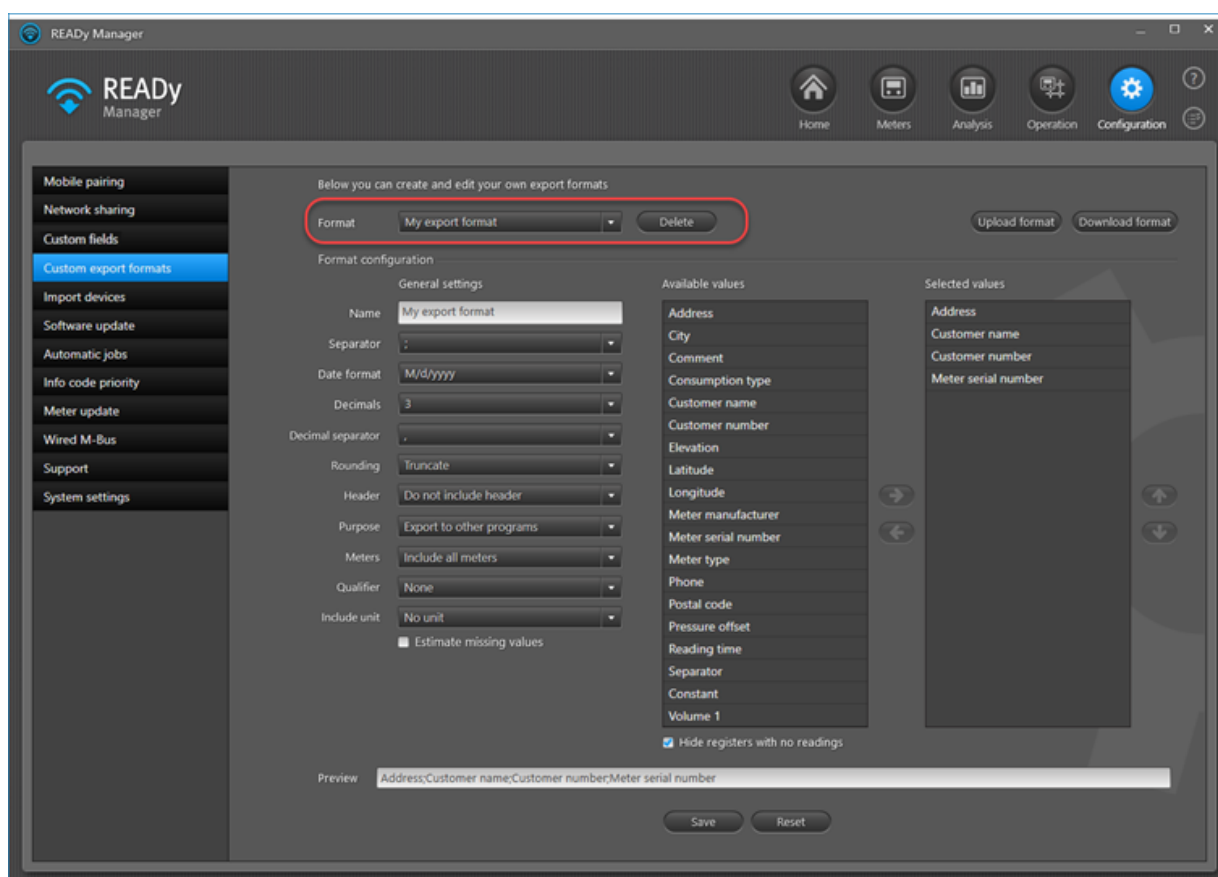 READy Manager
READy
Manager
Home
Meters
Analysis
Operation
Configuration
?
Mobile pairing
Network sharing
Custom fields
Custom export formats
Import devices
Software update
Automatic jobs
Info code priority
Meter update
Wired M-Bus
Support
System settings
Below you can create and edit your own export formats
Format My export format Delete Upload format Download format
Format configuration
General settings
Name My export format
Separator ;
Date format M/d/yyyy
Decimals 3
Decimal separator ,
Rounding Truncate
Header Do not include header
Purpose Export to other programs
Meters Include all meters
Qualifier None
Include unit No unit
Estimate missing values
Available values
Address
City
Comment
Consumption type
Customer name
Customer number
Elevation
Latitude
Longitude
Meter manufacturer
Meter serial number
Meter type
Phone
Postal code
Pressure offset
Reading time
Separator
Constant
Volume 1
Hide registers with no readings
Selected values
Address
Customer name
Customer number
Meter serial number
Preview Address;Customer name;Customer number;Meter serial number
Save Reset